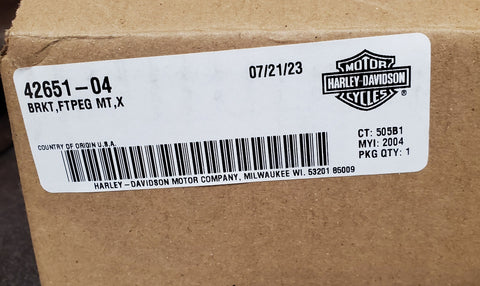 42651-04
07/21/23
BRKT,FTPEG MT,X
MOTOR
HARLEY-DAVIDSON
CYCLES
COUNTRY OF ORIGIN U.S.A.
CT: 505B1
MYI: 2004
PKG QTY: 1
HARLEY-DAVIDSON MOTOR COMPANY, MILWAUKEE WI. 53201 85009